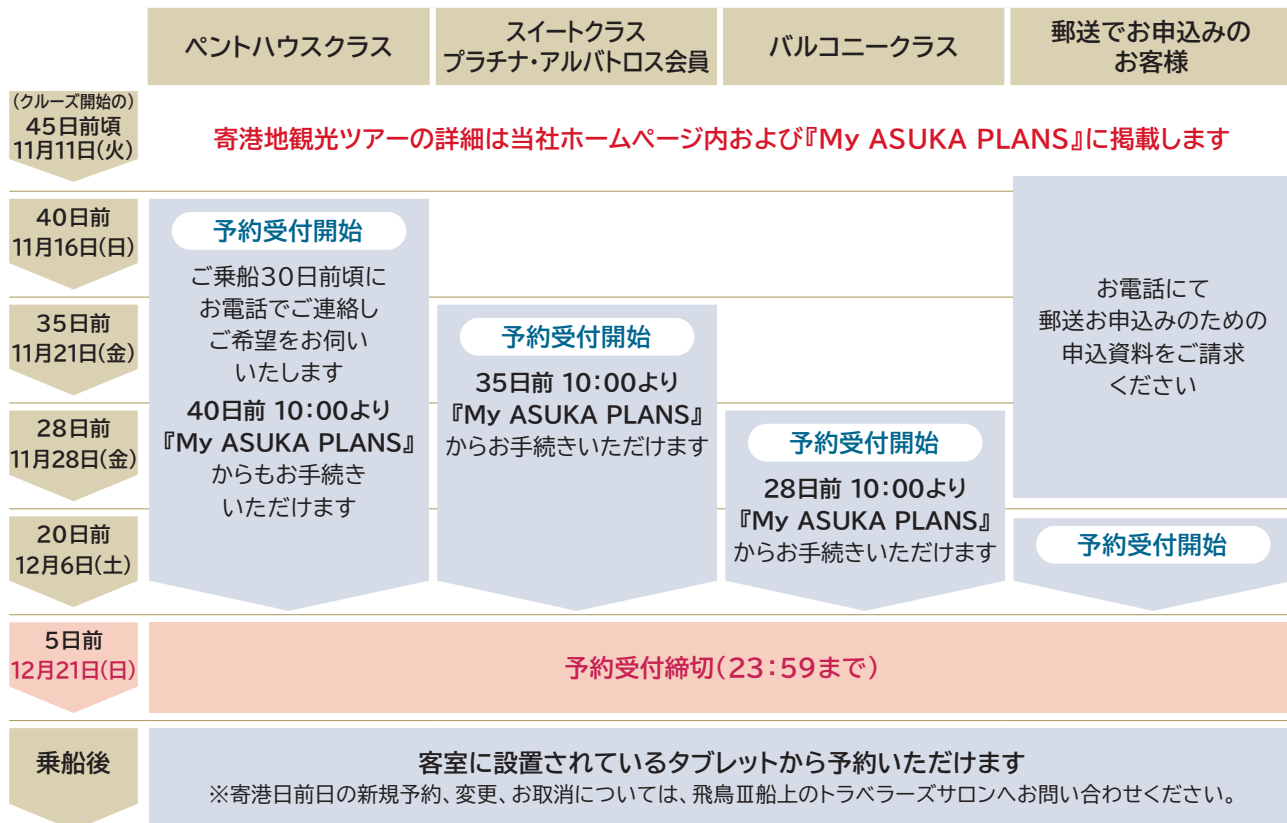 ペントハウスクラス
スイートクラス
プラチナ・アルバトロス会員
バルコニークラス
郵送でお申込みの
お客様
(クルーズ開始の)
45日前頃
11月11日(火)
寄港地観光ツアーの詳細は当社ホームページ内および『My ASUKA PLANS』に掲載します
40日前
11月16日(日)
35日前
11月21日(金)
28日前
11月28日(金)
20日前
12月6日(土)
予約受付開始
ご乗船30日前頃に
お電話でご連絡し
ご希望をお伺い
いたします
40日前 10:00より
『My ASUKA PLANS』
からもお手続き
いただけます
予約受付開始
35日前 10:00より
『My ASUKA PLANS』
からお手続きいただけます
予約受付開始
28日前 10:00より
『My ASUKA PLANS』
からお手続きいただけます
お電話にて
郵送お申込みのための
申込資料をご請求
ください
予約受付開始
5日前
12月21日(日)
予約受付締切(23:59まで)
乗船後
客室に設置されているタブレットから予約いただけます
※寄港日前日の新規予約、変更、お取消については、飛鳥Ⅲ船上のトラベラーズサロンへお問い合わせください。